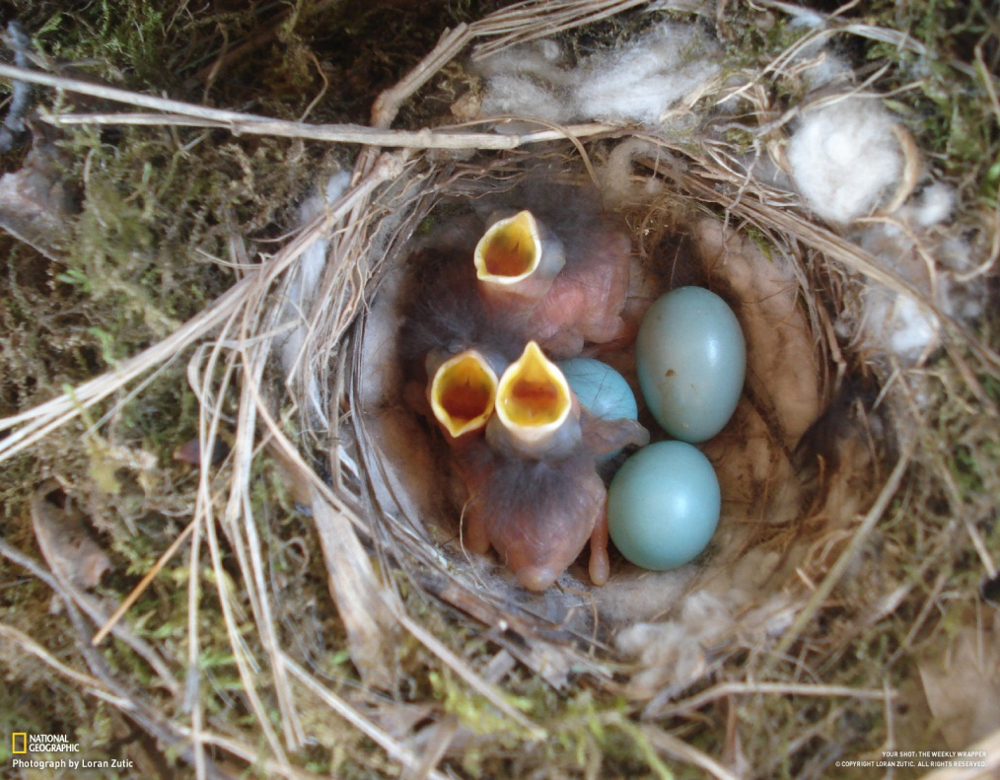 NATIONAL
GEOGRAPHIC
Photograph by Loran Zutic
YOUR SHOT: THE WEEKLY WRAPPER
© COPYRIGHT LORAN ZUTIC. ALL RIGHTS RESERVED.